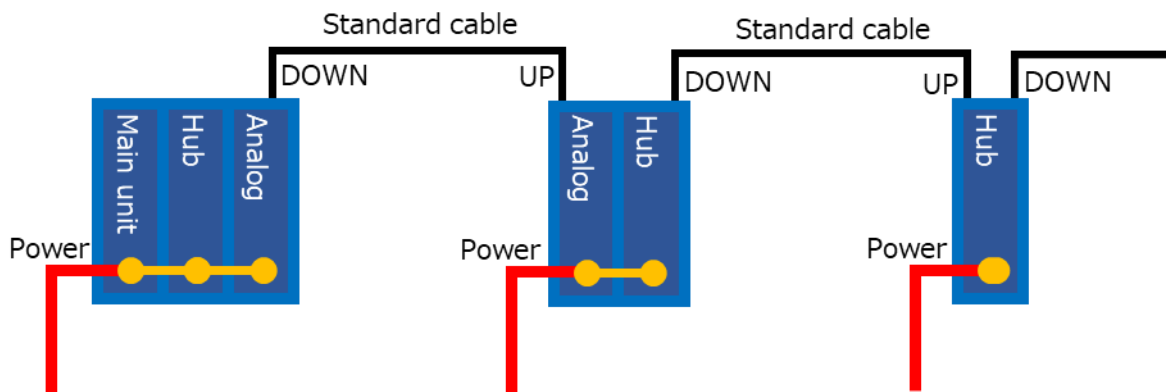 Standard cable
Standard cable
DOWN
UP
DOWN
UP
DOWN
Main unit
Hub
Analog
Analog
Hub
Hub
Power
Power
Power